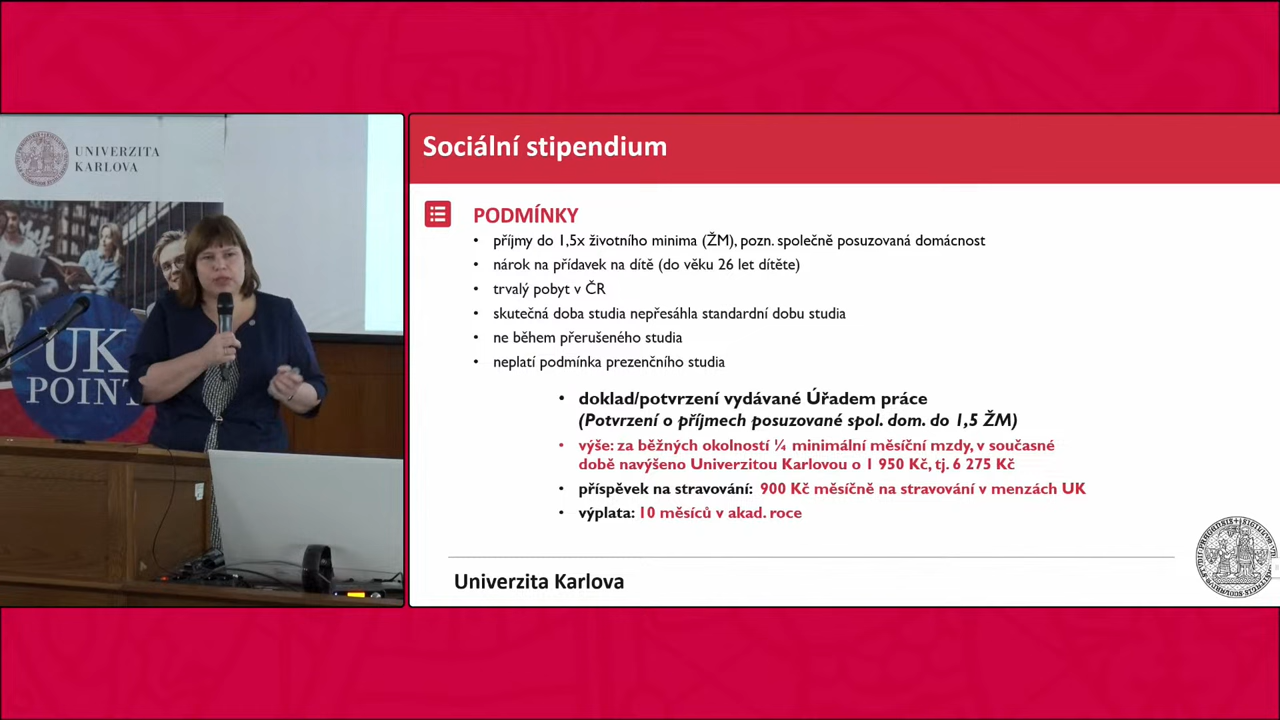 UNIVERZITA
KARLOVA
UK
POINT
Sociální stipendium
PODMÍNKY
• příjmy do 1,5x životního minima (ŽM), pozn. společně posuzovaná domácnost
• nárok na přídavek na dítě (do věku 26 let dítěte)
• trvalý pobyt v ČR
• skutečná doba studia nepřesáhla standardní dobu studia
• ne během přerušeného studia
• neplatí podmínka prezenčního studia
• doklad/potvrzení vydávané Úřadem práce
(Potvrzení o příjmech posuzované spol. dom. do 1,5 ŽM)
• výše: za běžných okolností ¼ minimální měsíční mzdy, v současné
době navýšeno Univerzitou Karlovou o 1 950 Kč, tj. 6 275 Kč
• příspěvek na stravování: 900 Kč měsíčně na stravování v menzách UK
• výplata: 10 měsíců v akad. roce
Univerzita Karlova